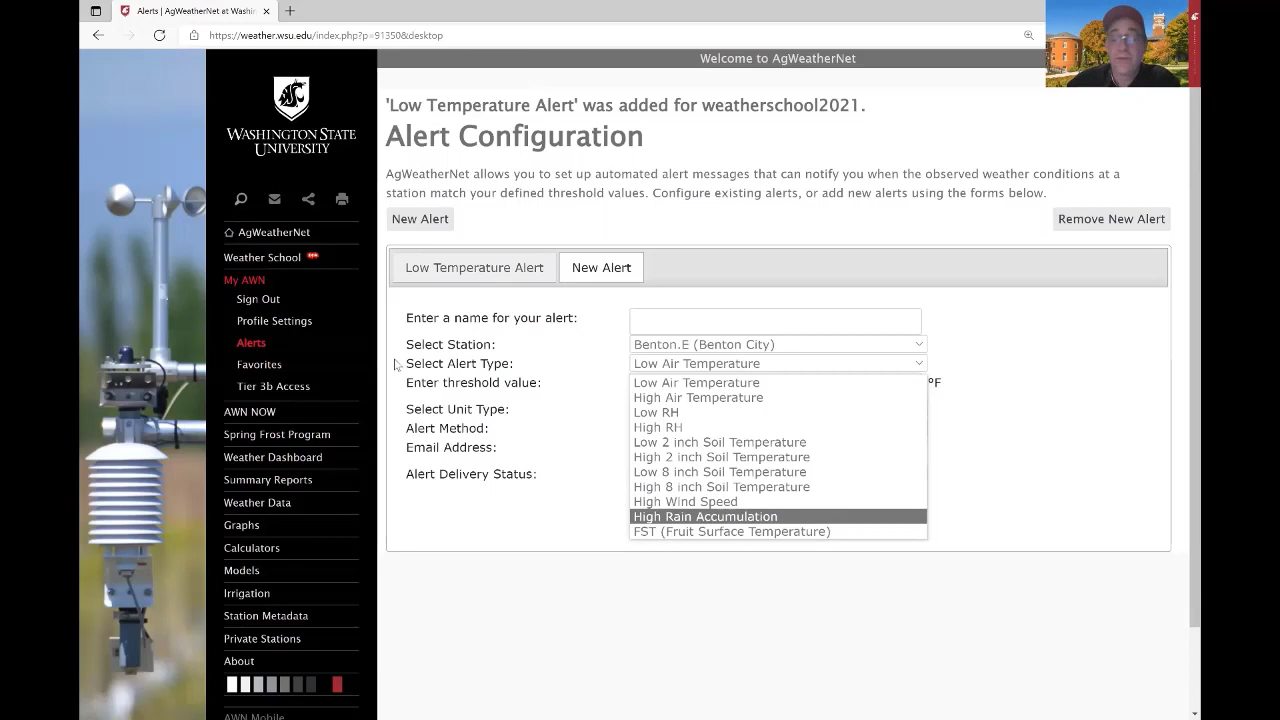 Alerts | AgWeatherNet at Washin
https://weather.wsu.edu/index.php?p=91350&desktop
Welcome to AgWeatherNet
WASHINGTON STATE
UNIVERSITY
AgWeatherNet
Weather School
My AWN
Sign Out
Profile Settings
Alerts
Favorites
Tier 3b Access
AWN NOW
Spring Frost Program
Weather Dashboard
Summary Reports
Weather Data
Graphs
Calculators
Models
Irrigation
Station Metadata
Private Stations
About
AWN Mobile
'Low Temperature Alert' was added for weatherschool2021.
Alert Configuration
AgWeatherNet allows you to set up automated alert messages that can notify you when the observed weather conditions at a
station match your defined threshold values. Configure existing alerts, or add new alerts using the forms below.
New Alert
Remove New Alert
Low Temperature Alert
New Alert
Enter a name for your alert:
Select Station:
Benton.E (Benton City)
Select Alert Type:
Low Air Temperature
Enter threshold value:
ºF
Select Unit Type:
Alert Method:
Email Address:
Alert Delivery Status:
Low Air Temperature
High Air Temperature
Low RH
High RH
Low 2 inch Soil Temperature
High 2 inch Soil Temperature
Low 8 inch Soil Temperature
High 8 inch Soil Temperature
High Wind Speed
High Rain Accumulation
FST (Fruit Surface Temperature)